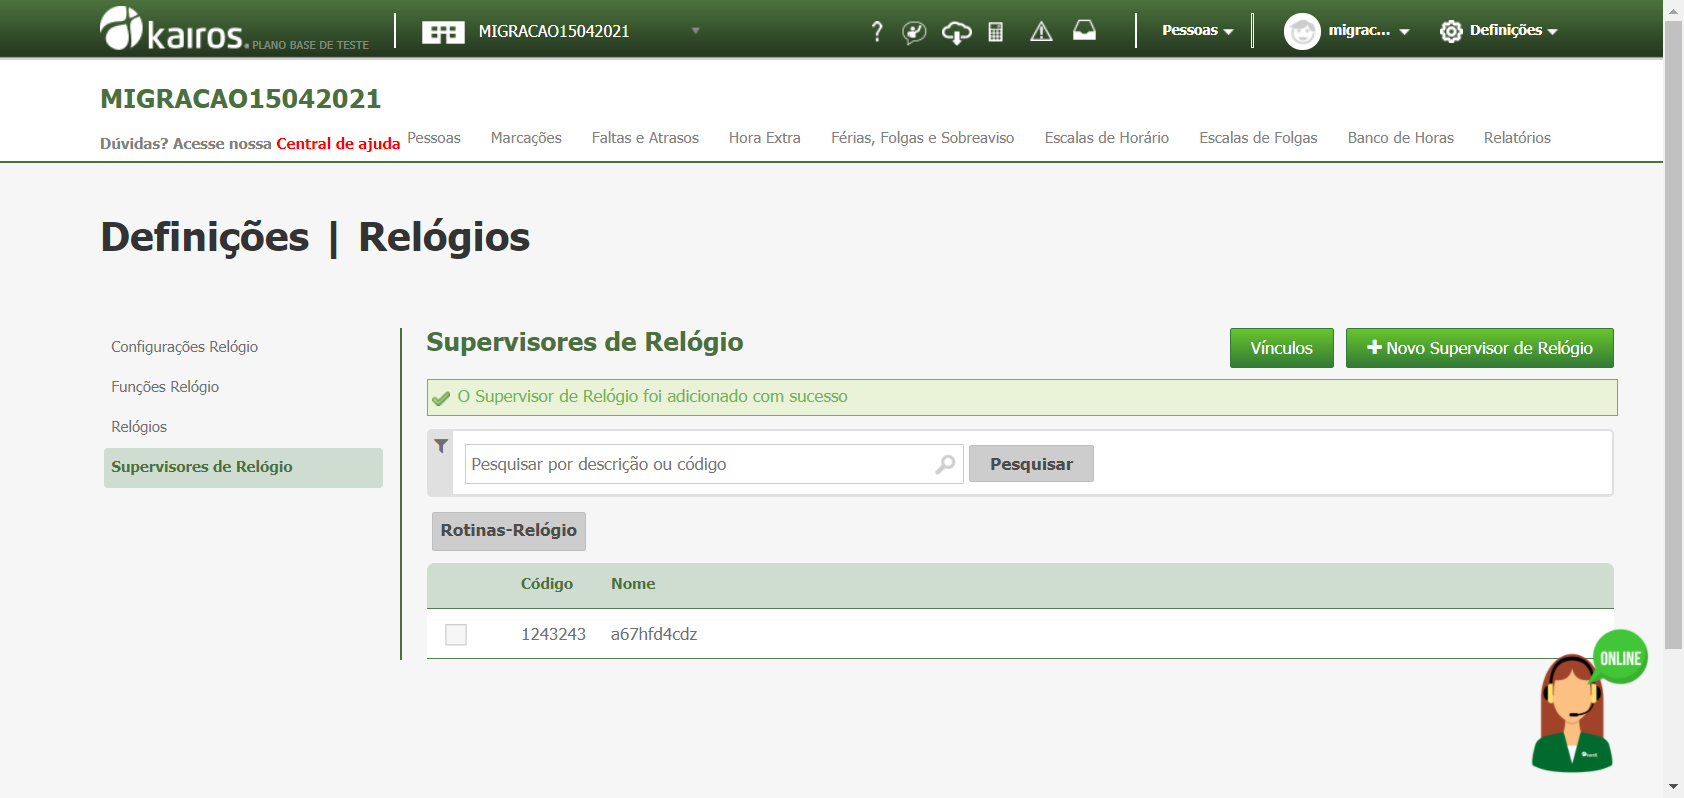 kairos. PLANO BASE DE TESTE
MIGRACAO15042021
?
Pessoas
migrac...
Definições
MIGRACAO15042021
Dúvidas? Acesse nossa Central de ajuda
Pessoas
Marcações
Faltas e Atrasos
Hora Extra
Férias, Folgas e Sobreaviso
Escalas de Horário
Escalas de Folgas
Banco de Horas
Relatórios
Definições | Relógios
Configurações Relógio
Funções Relógio
Relógios
Supervisores de Relógio
Supervisores de Relógio
Vínculos
+ Novo Supervisor de Relógio
O Supervisor de Relógio foi adicionado com sucesso
Pesquisar por descrição ou código
Pesquisar
Rotinas-Relógio
Código Nome
1243243 a67hfd4cdz
ONLINE